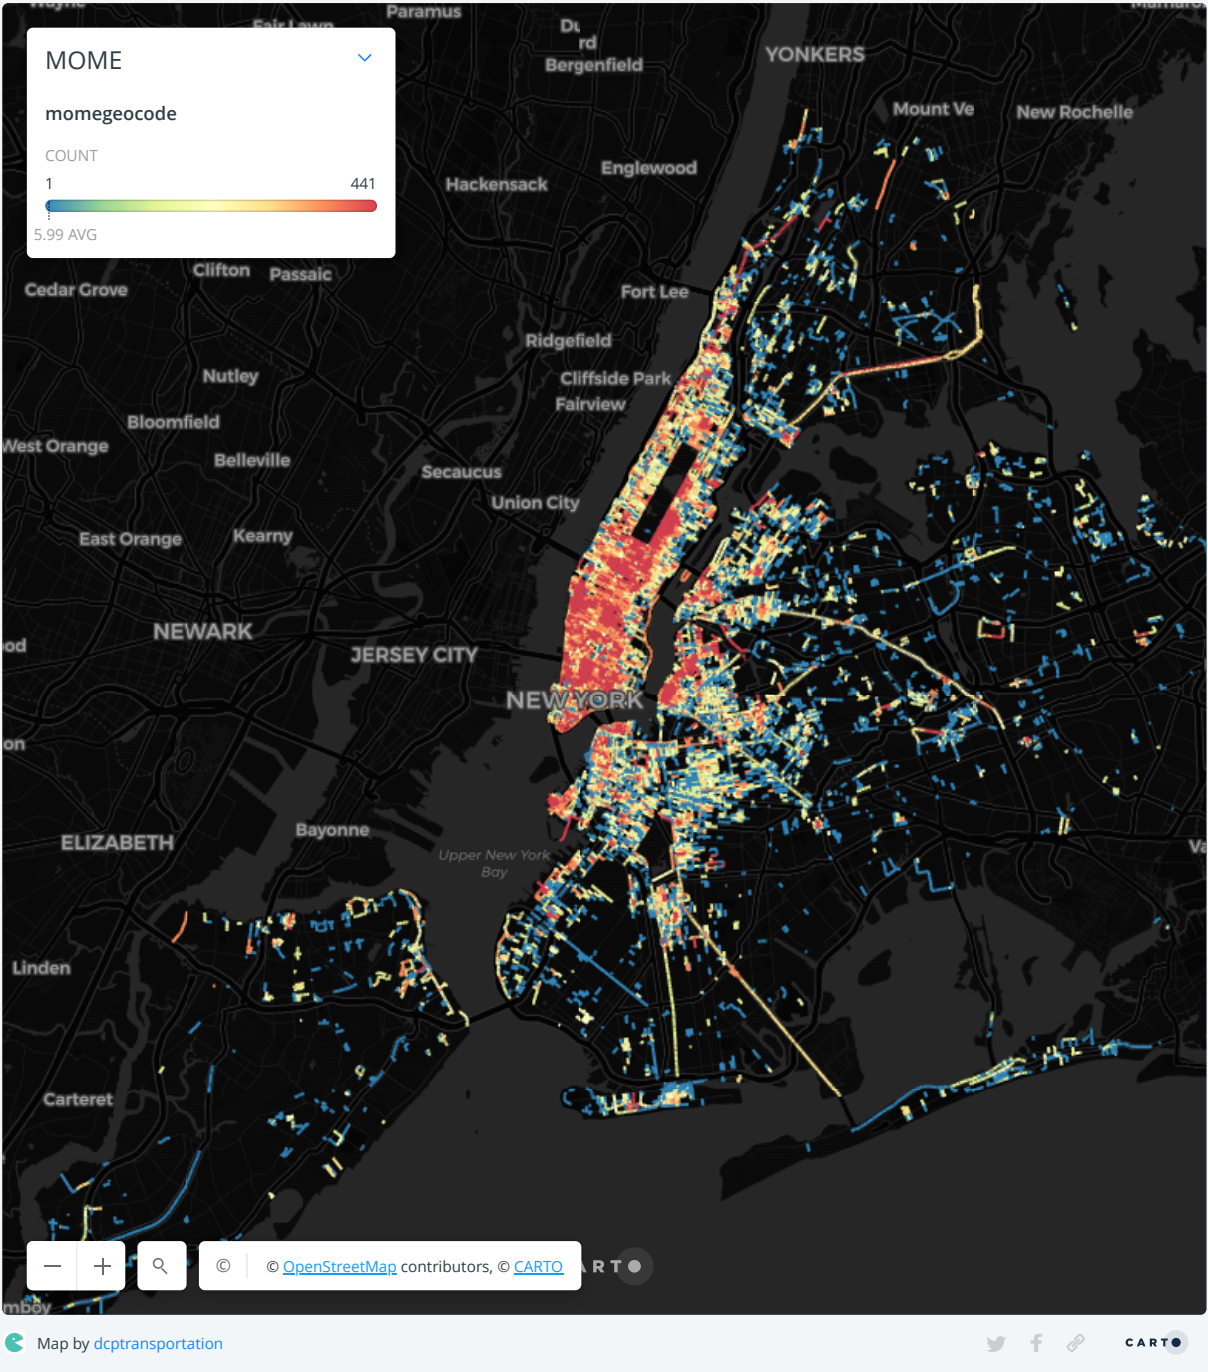 Paramus
Fair Lawn
Bergenfield
YONKERS
MOME
momegeocode
COUNT
1 441
5.99 AVG
Mount Ve
New Rochelle
Englewood
Hackensack
Clifton
Passaic
Cedar Grove
Fort Lee
Ridgefield
Nutley
Cliffside Park
Fairview
Bloomfield
West Orange
Belleville
Secaucus
Union City
East Orange
Kearny
NEWARK
JERSEY CITY
NEW YORK
ELIZABETH
Bayonne
Upper New York
Bay
Linden
Carteret
© © OpenStreetMap contributors, © CARTO
Map by dcptransportation
CARTO